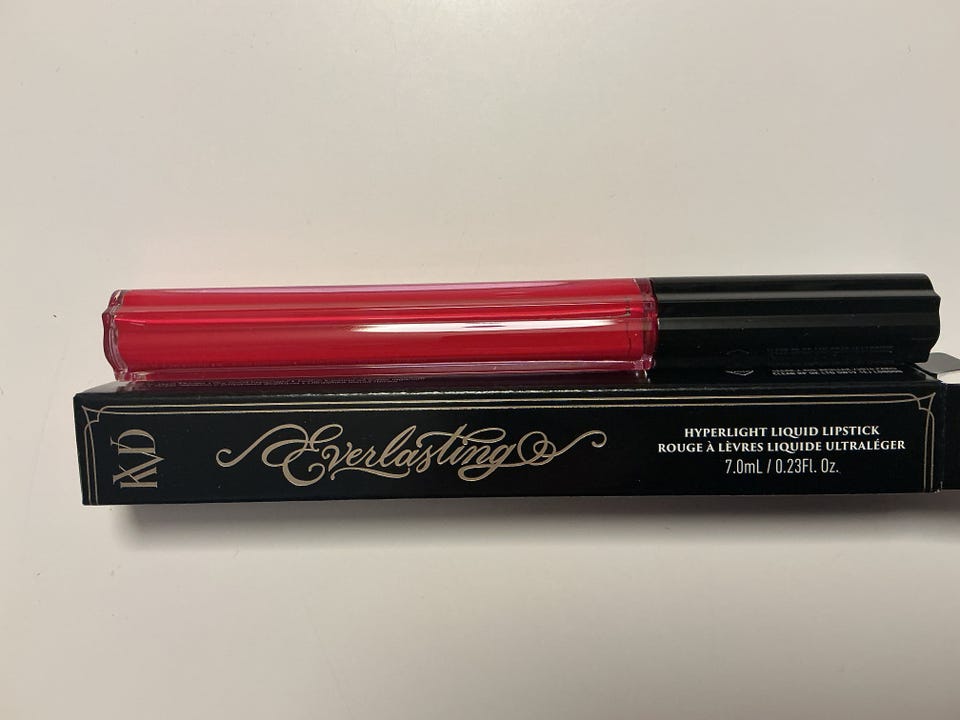 KVD
Everlasting
HYPERLIGHT LIQUID LIPSTICK
ROUGE À LÈVRES LIQUIDE ULTRALÉGER
7.0mL / 0.23FL. Oz.